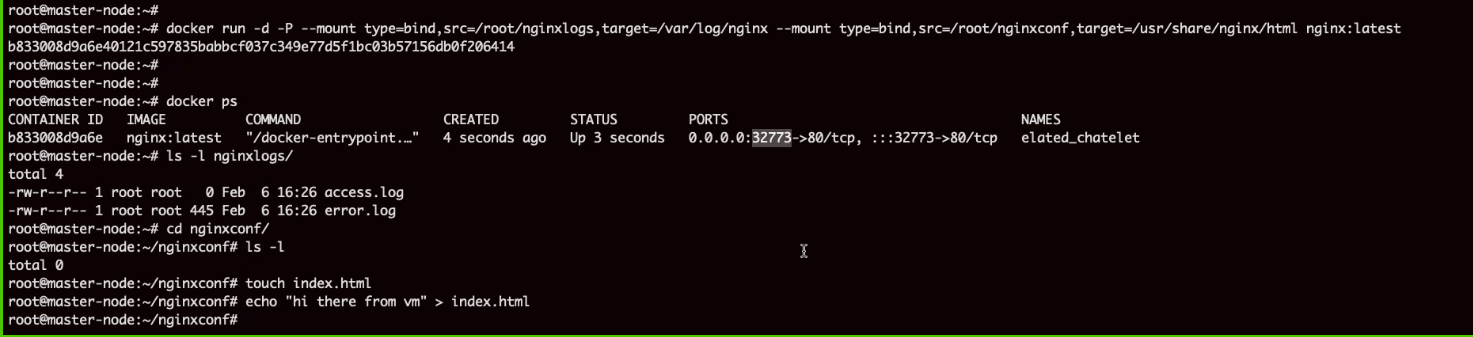 root@master-node:~#
root@master-node:~# docker run -d -P --mount type=bind,src=/root/nginxlogs,target=/var/log/nginx --mount type=bind,src=/root/nginxconf,target=/usr/share/nginx/html nginx:latest
b833008d9a6e40121c597835babbcf037c349e77d5f1bc03b57156db0f206414
root@master-node:~#
root@master-node:~#
root@master-node:~# docker ps
CONTAINER ID   IMAGE          COMMAND                  CREATED         STATUS         PORTS                                     NAMES
b833008d9a6e   nginx:latest   "/docker-entrypoint.…"   4 seconds ago   Up 3 seconds   0.0.0.0:32773->80/tcp, :::32773->80/tcp   elated_chatelet
root@master-node:~# ls -l nginxlogs/
total 4
-rw-r--r-- 1 root root   0 Feb  6 16:26 access.log
-rw-r--r-- 1 root root 445 Feb  6 16:26 error.log
root@master-node:~# cd nginxconf/
root@master-node:~/nginxconf# ls -l
total 0
root@master-node:~/nginxconf# touch index.html
root@master-node:~/nginxconf# echo "hi there from vm" > index.html
root@master-node:~/nginxconf#